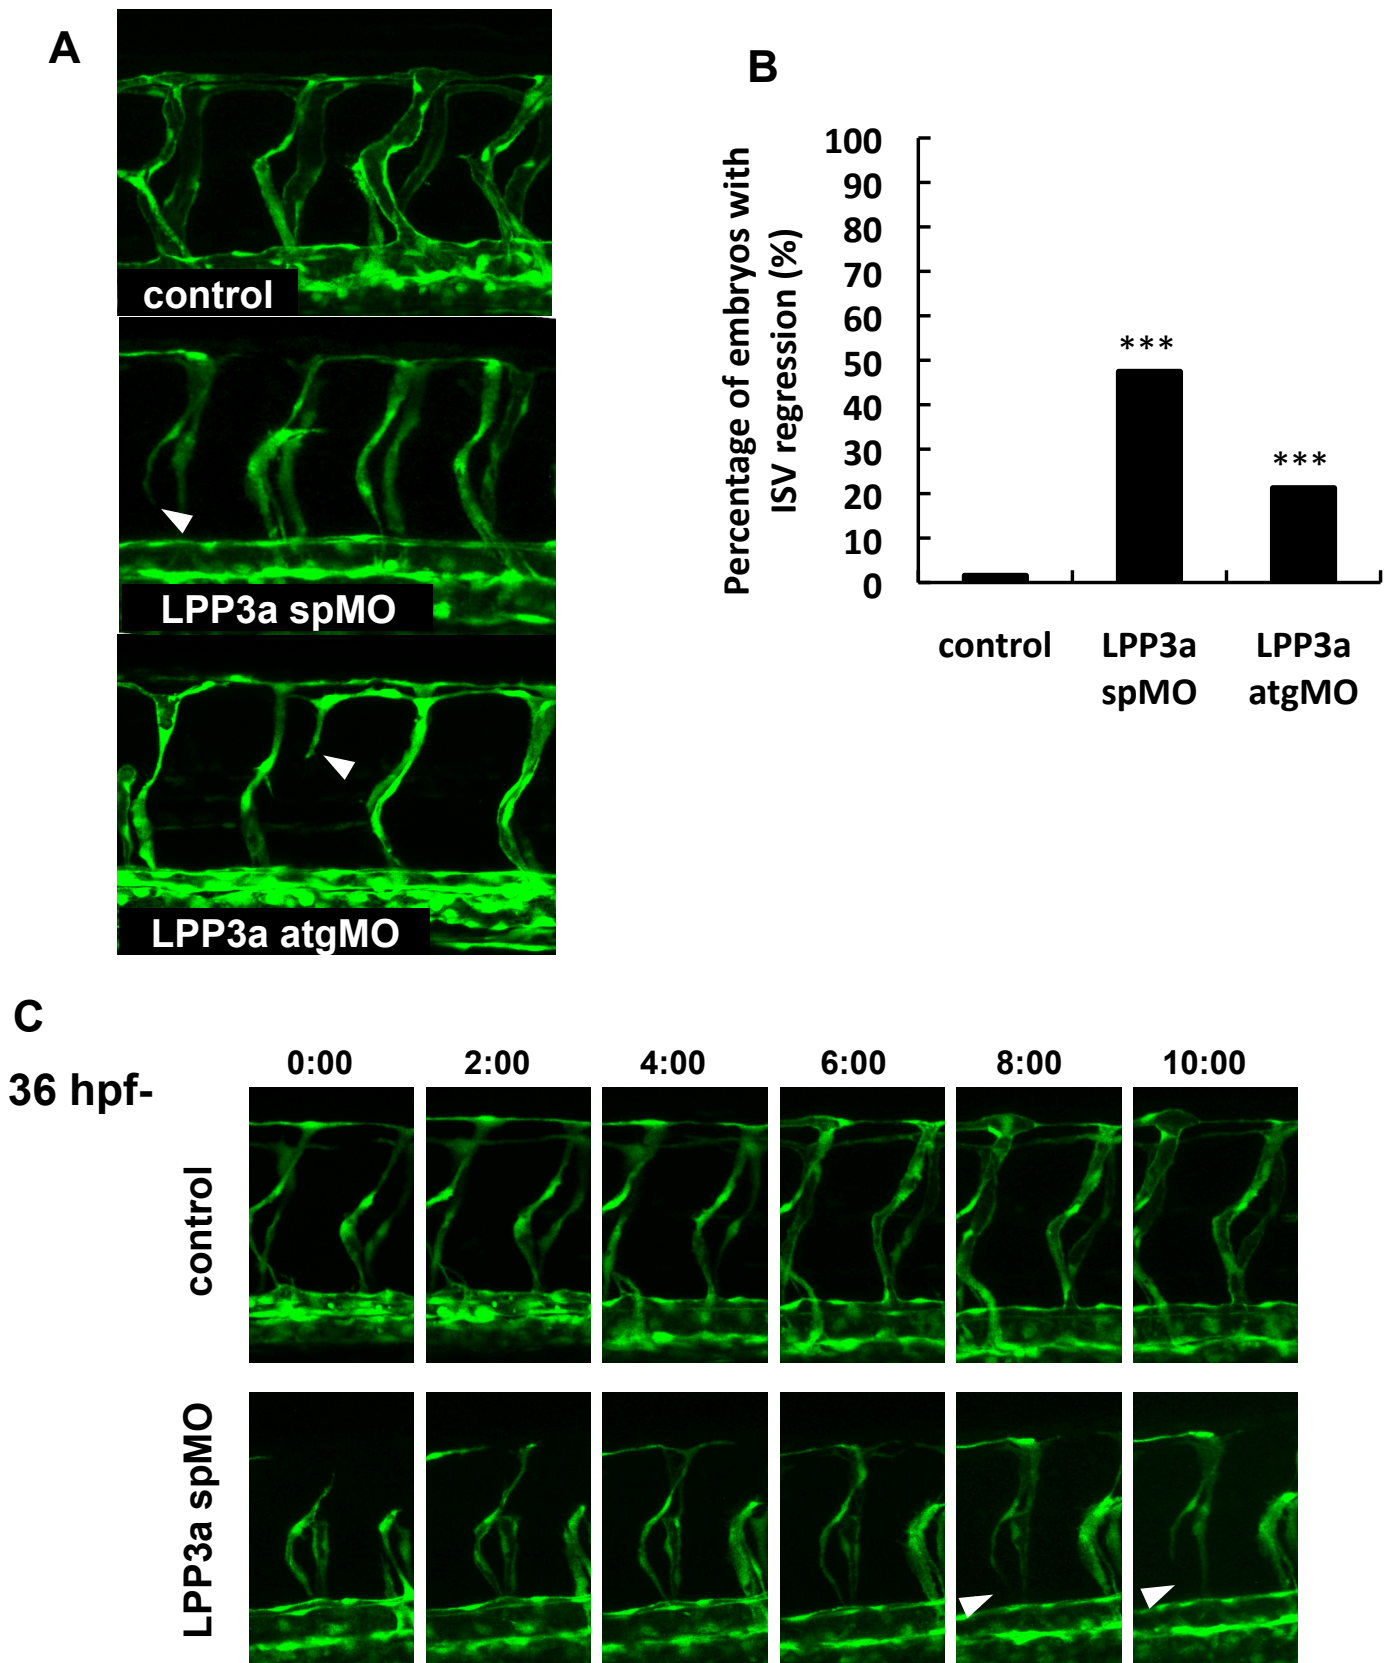 A
control
LPP3a spMO
LPP3a atgMO
B
Percentage of embryos with
ISV regression (%)
100
90
80
70
60
50
40
30
20
10
0
***
***
control
LPP3a
spMO
LPP3a
atgMO
C
36 hpf-
0:00 2:00 4:00 6:00 8:00 10:00
control
LPP3a spMO